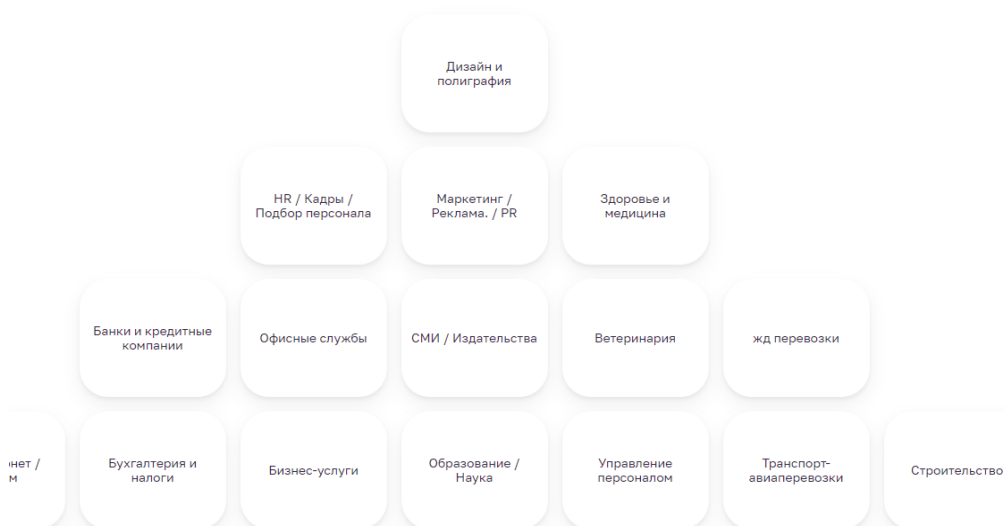 Дизайн и
полиграфия
HR / Кадры /
Подбор персонала
Маркетинг /
Реклама. / PR
Здоровье и
медицина
Банки и кредитные
компании
Офисные службы
СМИ / Издательства
Ветеринария
жд перевозки
нет /
м
Бухгалтерия и
налоги
Бизнес-услуги
Образование /
Наука
Управление
персоналом
Транспорт-
авиаперевозки
Строительство